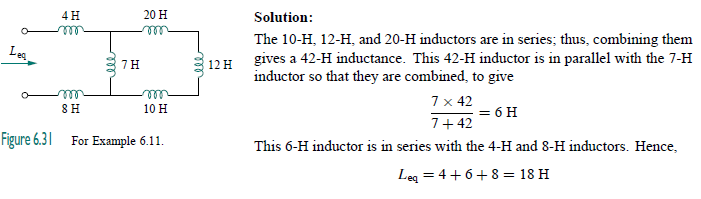 4 H
20 H
Leq
7 H
12 H
8 H
10 H
Figure 6.31 For Example 6.11.
Solution:
The 10-H, 12-H, and 20-H inductors are in series; thus, combining them
gives a 42-H inductance. This 42-H inductor is in parallel with the 7-H
inductor so that they are combined, to give
7 × 42
7 + 42
= 6 H
This 6-H inductor is in series with the 4-H and 8-H inductors. Hence,
Leq = 4 + 6 + 8 = 18 H